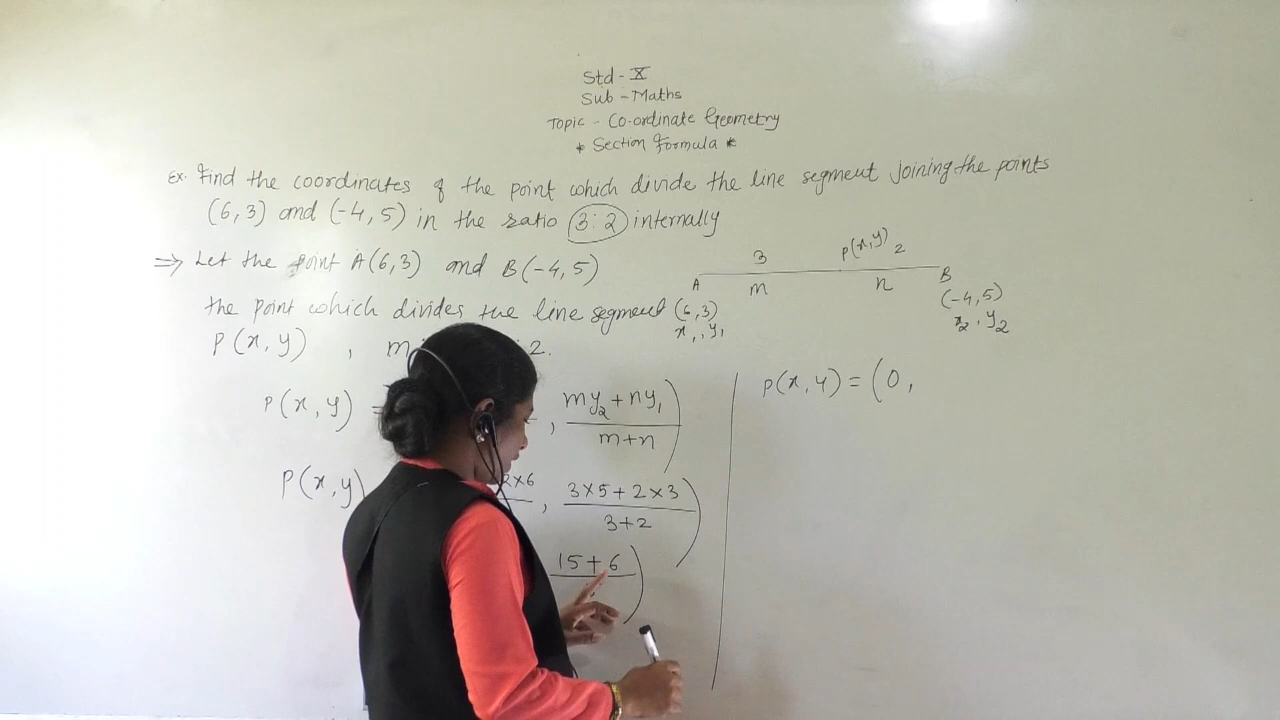 Std - X
Sub - Maths
Topic - Co-ordinate Geometry
* Section Formula *
Ex. Find the coordinates of the point which divide the line segment joining the points
(6, 3) and (-4, 5) in the ratio 3:2 internally
⇒ Let the point A(6, 3) and B(-4, 5)
the point which divides the line segment
P(x, y) , m 2.
P(x, y) = , my₂ + ny₁ / m+n )
P(x, y) 2×6 , 3×5 + 2×3 / 3+2 )
15 + 6 )
3 P(x,y) 2
A m n B
(6, 3) (-4, 5)
x₁, y₁ x₂, y₂
P(x, y) = (0,